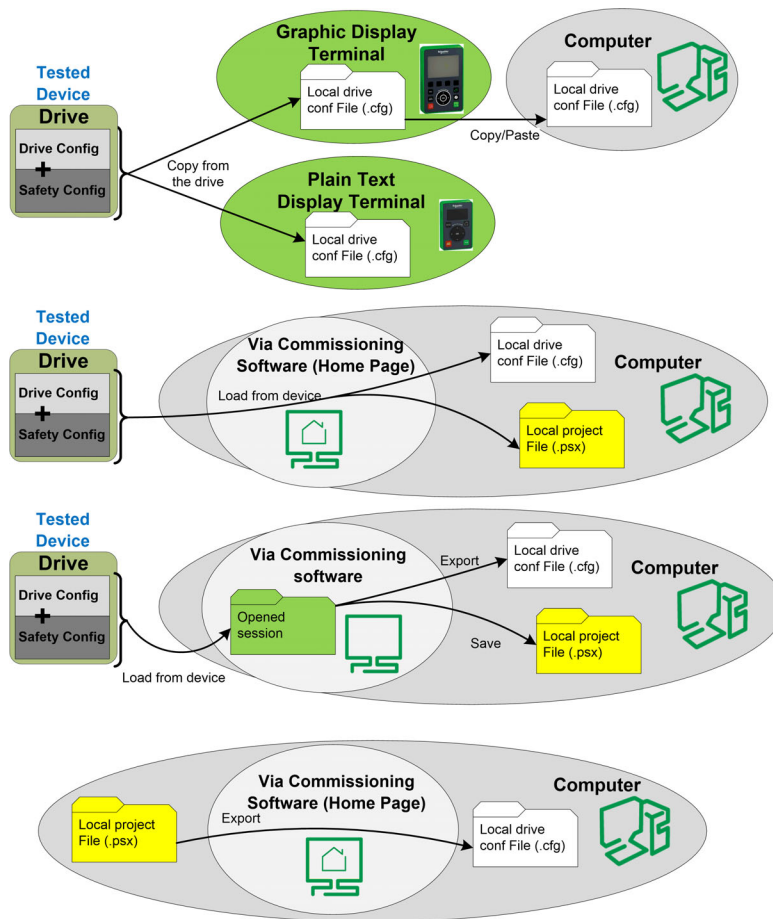 Graphic Display
Terminal
Computer
Tested
Device
Drive
Drive Config
+
Safety Config
Local drive
conf File (.cfg)
Local drive
conf File (.cfg)
Copy/Paste
Copy from
the drive
Plain Text
Display Terminal
Local drive
conf File (.cfg)
Tested
Device
Drive
Drive Config
+
Safety Config
Via Commissioning
Software (Home Page)
Load from device
Local drive
conf File (.cfg)
Computer
Local project
File (.psx)
Tested
Device
Drive
Drive Config
+
Safety Config
Load from device
Via Commissioning
software
Opened
session
Export
Save
Local drive
conf File (.cfg)
Computer
Local project
File (.psx)
Via Commissioning
Software (Home Page)
Computer
Local project
File (.psx)
Export
Local drive
conf File (.cfg)